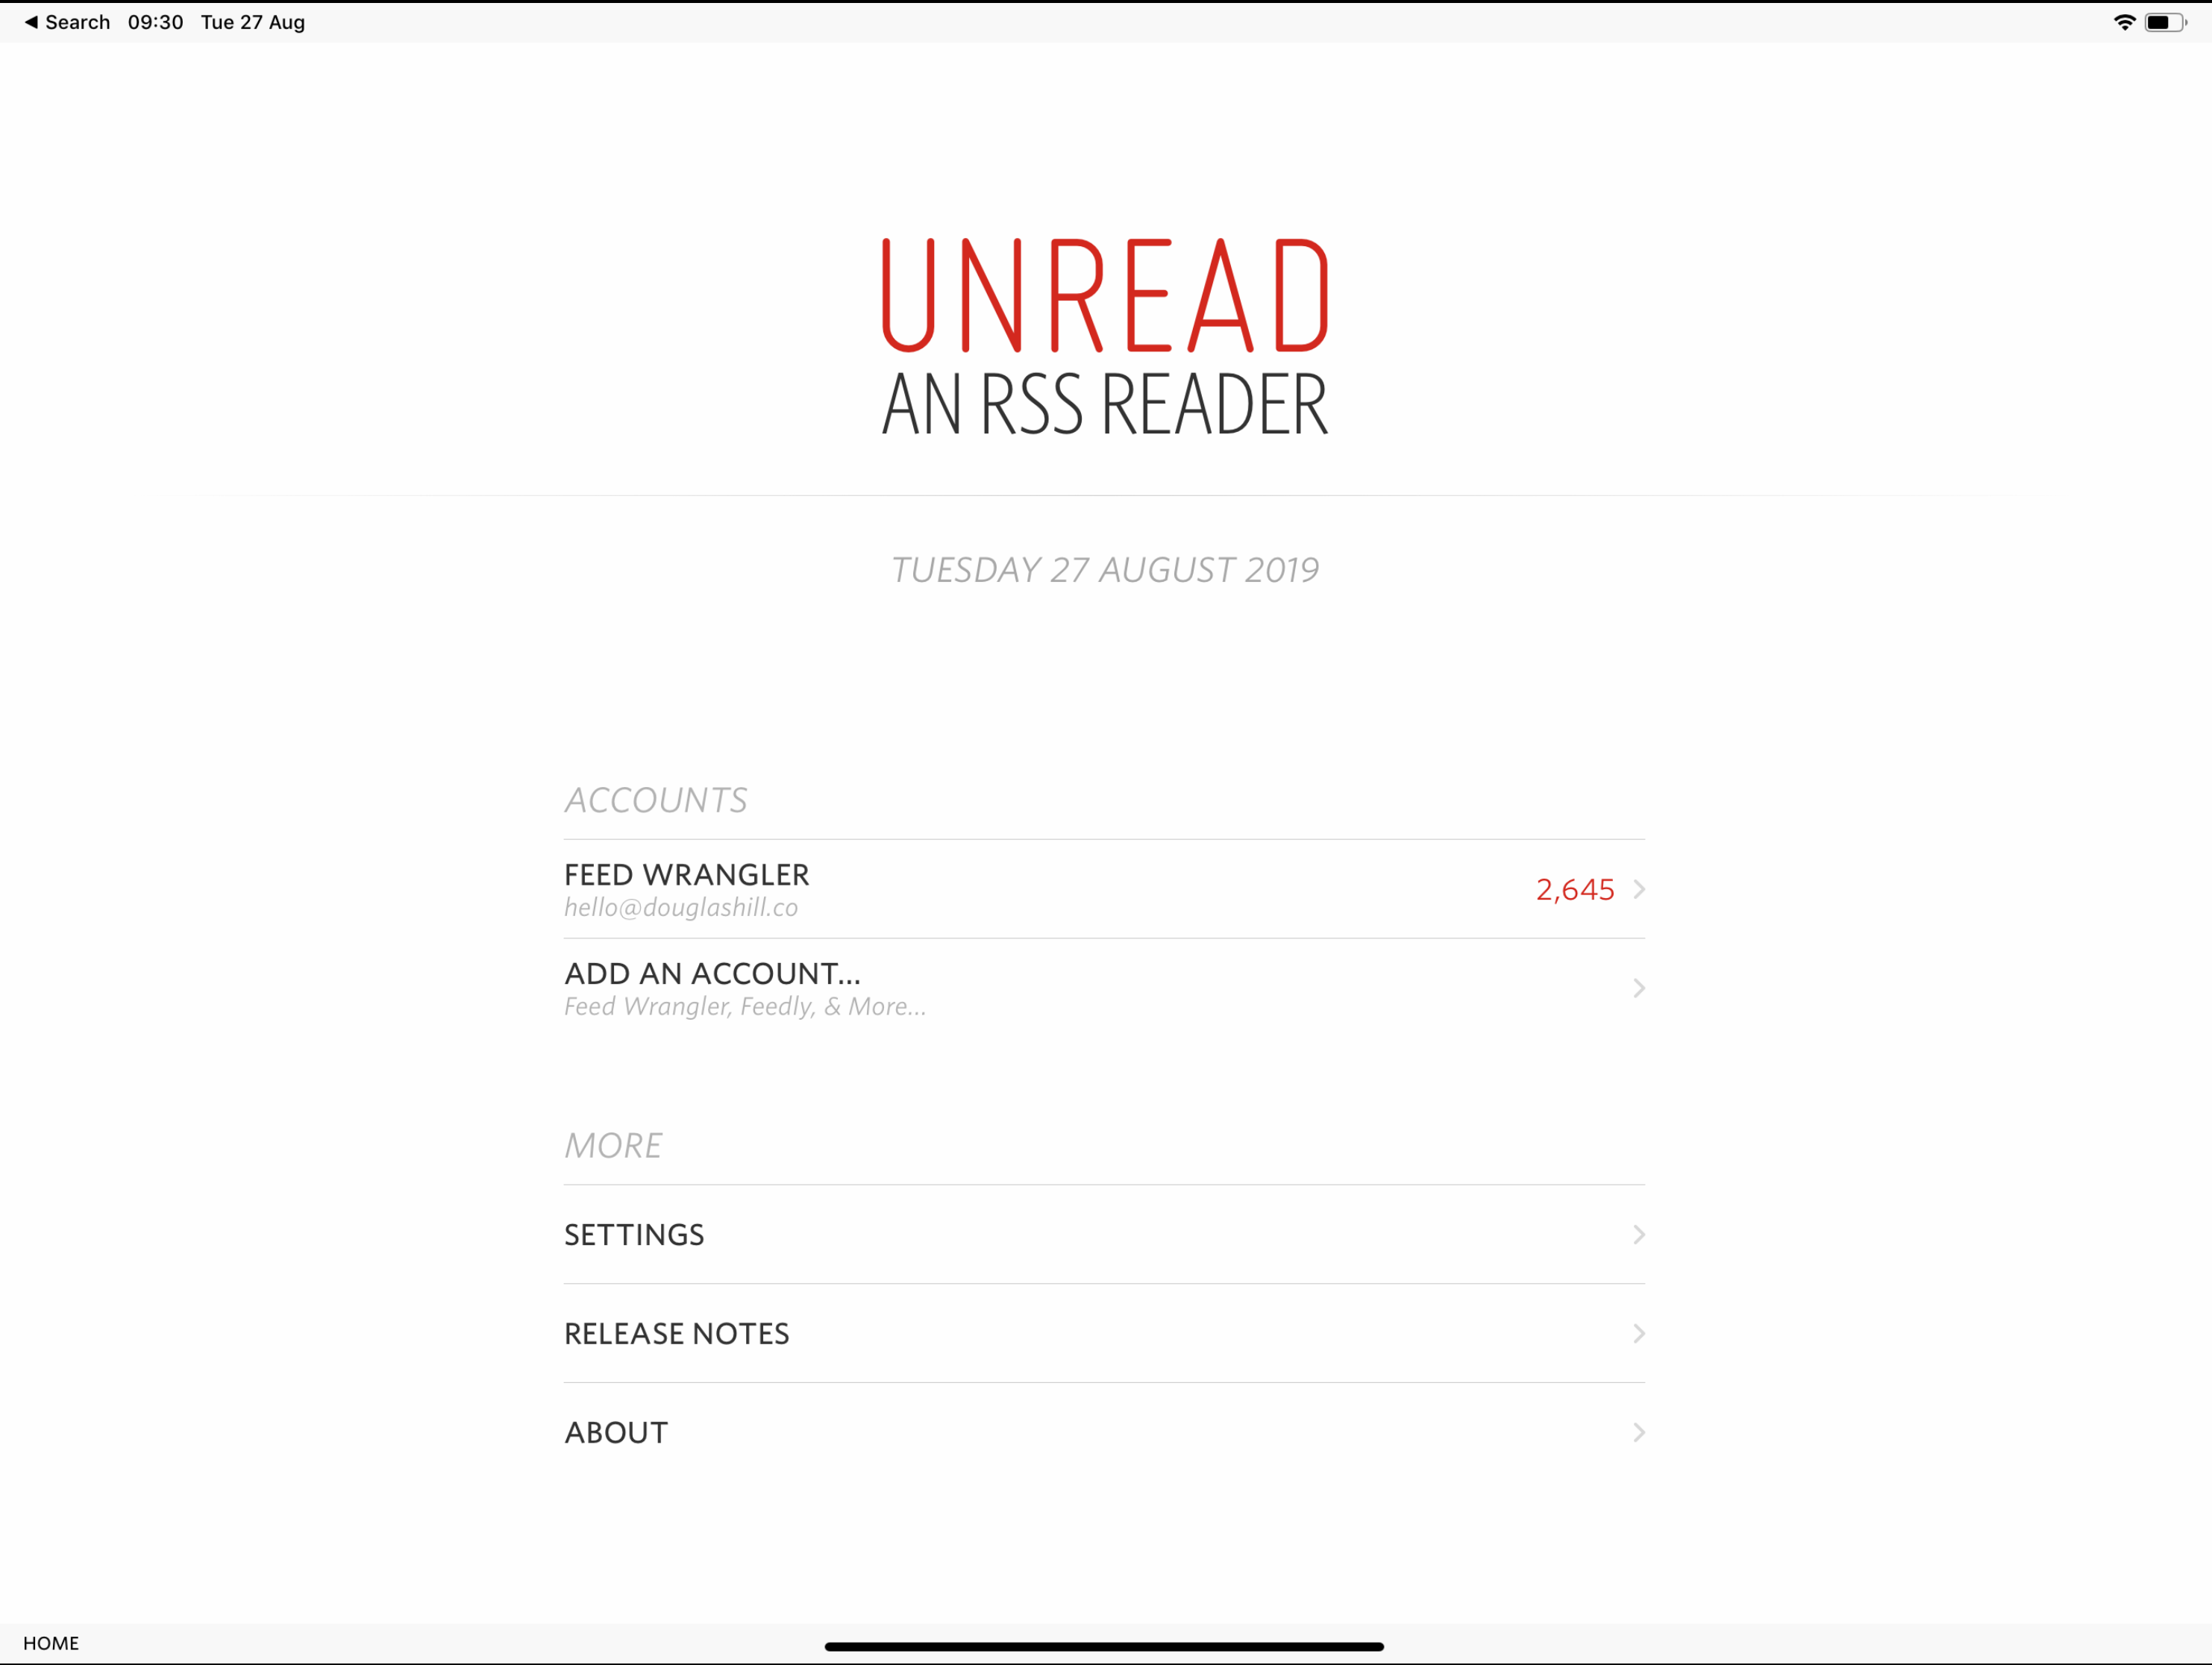 ◀ Search 09:30 Tue 27 Aug
UNREAD
AN RSS READER
TUESDAY 27 AUGUST 2019
ACCOUNTS
FEED WRANGLER
hello@douglashill.co
2,645
ADD AN ACCOUNT...
Feed Wrangler, Feedly, & More...
MORE
SETTINGS
RELEASE NOTES
ABOUT
HOME